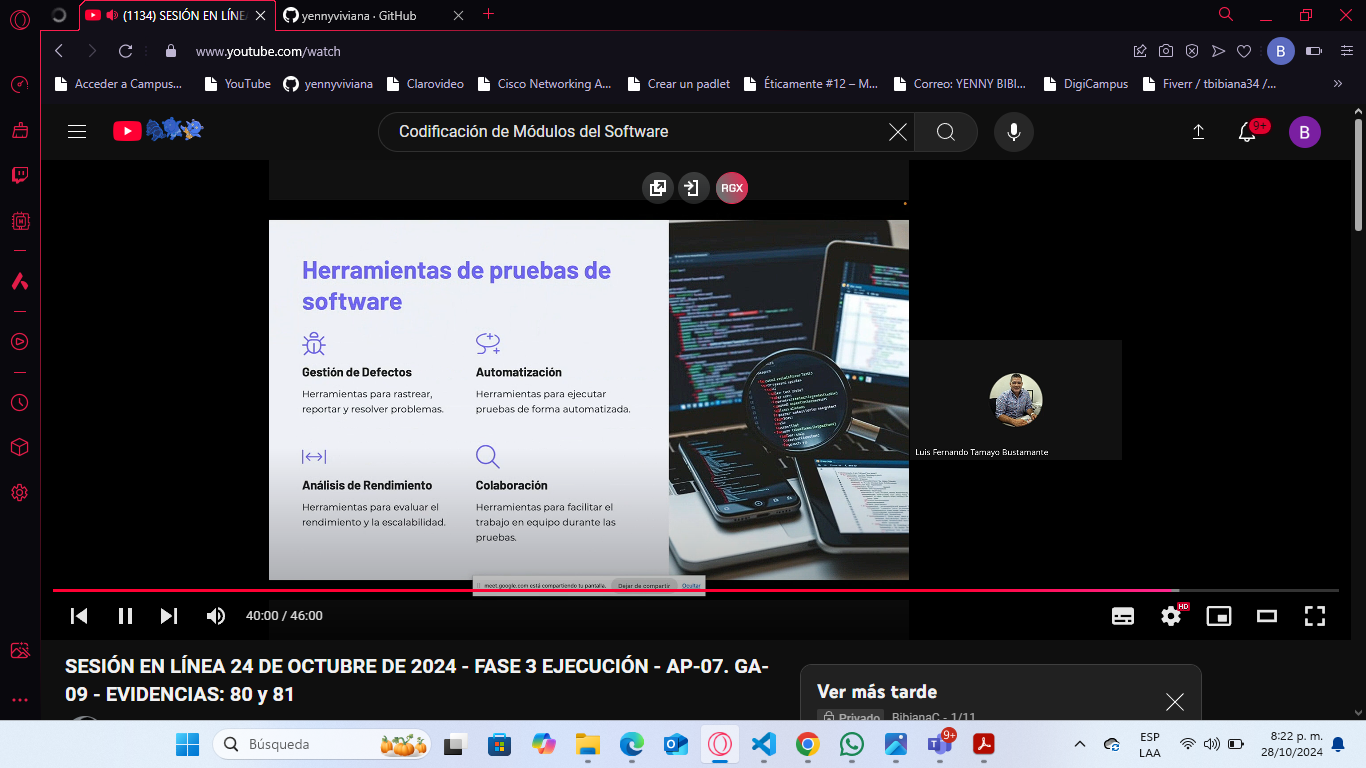 (1134) SESIÓN EN LÍNE
yennyviviana · GitHub
www.youtube.com/watch
B
Acceder a Campus...
YouTube
yennyviviana
Clarovideo
Cisco Networking A...
Crear un padlet
Éticamente #12 – M...
Correo: YENNY BIBI...
DigiCampus
Fiverr / tbibiana34 /...
Codificación de Módulos del Software
9+
B
RGX
Herramientas de pruebas de
software
Gestión de Defectos
Herramientas para rastrear,
reportar y resolver problemas.
Automatización
Herramientas para ejecutar
pruebas de forma automatizada.
Análisis de Rendimiento
Herramientas para evaluar el
rendimiento y la escalabilidad.
Colaboración
Herramientas para facilitar el
trabajo en equipo durante las
pruebas.
Luis Fernando Tamayo Bustamante
meet.google.com está compartiendo tu pantalla.
Dejar de compartir
Ocultar
40:00 / 46:00
HD
SESIÓN EN LÍNEA 24 DE OCTUBRE DE 2024 - FASE 3 EJECUCIÓN - AP-07. GA-
09 - EVIDENCIAS: 80 y 81
Ver más tarde
Privado
BibianaC - 1/11
Búsqueda
9+
ESP
LAA
8:22 p. m.
28/10/2024